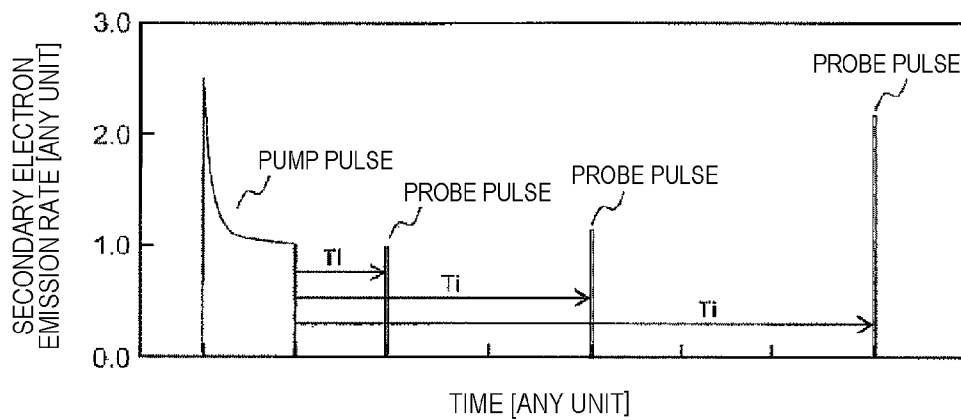 SECONDARY ELECTRON
EMISSION RATE [ANY UNIT]
3.0
2.0
1.0
0.0
PUMP PULSE
PROBE PULSE
PROBE PULSE
PROBE PULSE
TI
Ti
Ti
TIME [ANY UNIT]